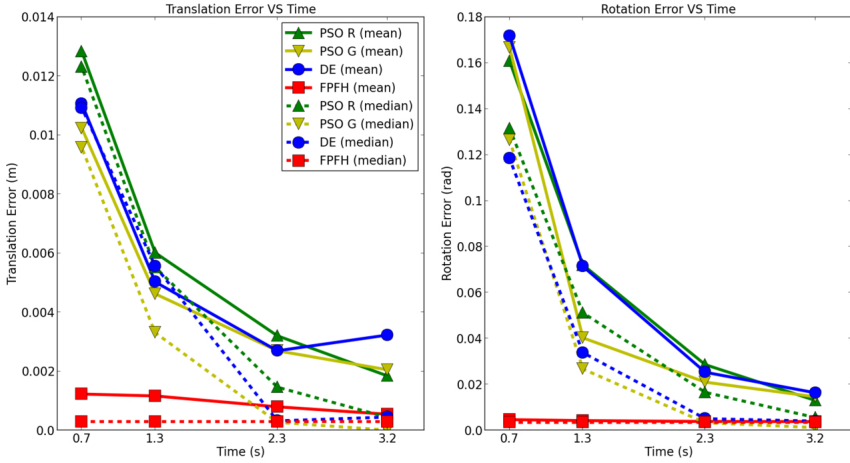 Translation Error VS Time
Translation Error (m)
0.014
0.012
0.01
0.008
0.006
0.004
0.002
0.0
0.7
1.3
2.3
3.2
Time (s)
PSO R (mean)
PSO G (mean)
DE (mean)
FPFH (mean)
PSO R (median)
PSO G (median)
DE (median)
FPFH (median)
Rotation Error VS Time
Rotation Error (rad)
0.18
0.16
0.14
0.12
0.1
0.08
0.06
0.04
0.02
0.0
0.7
1.3
2.3
3.2
Time (s)